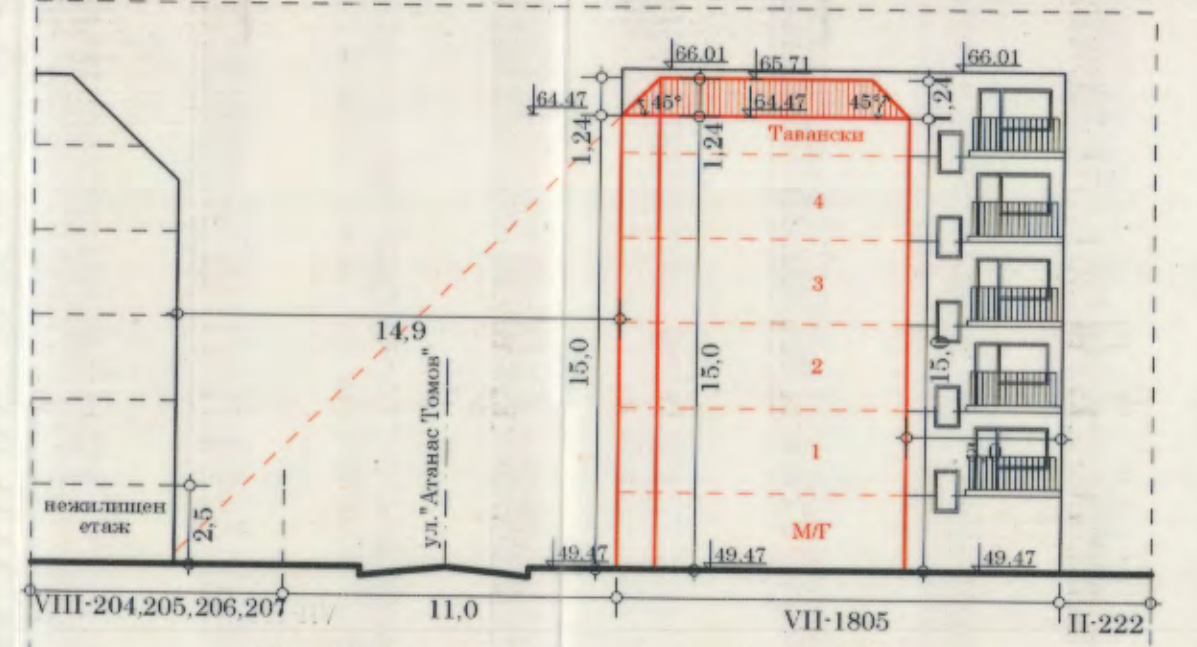 66.01
65.71
66.01
64.47
45°
64.47
45°
1,24
1,24
1,24
Тавански
4
3
14,9
15,0
15,0
15,0
2
ул."Атанас Томов"
1
нежилищен
етаж
2,5
М/Г
49.47
49.47
49.47
VIII-204,205,206,207
11,0
VII-1805
II-222